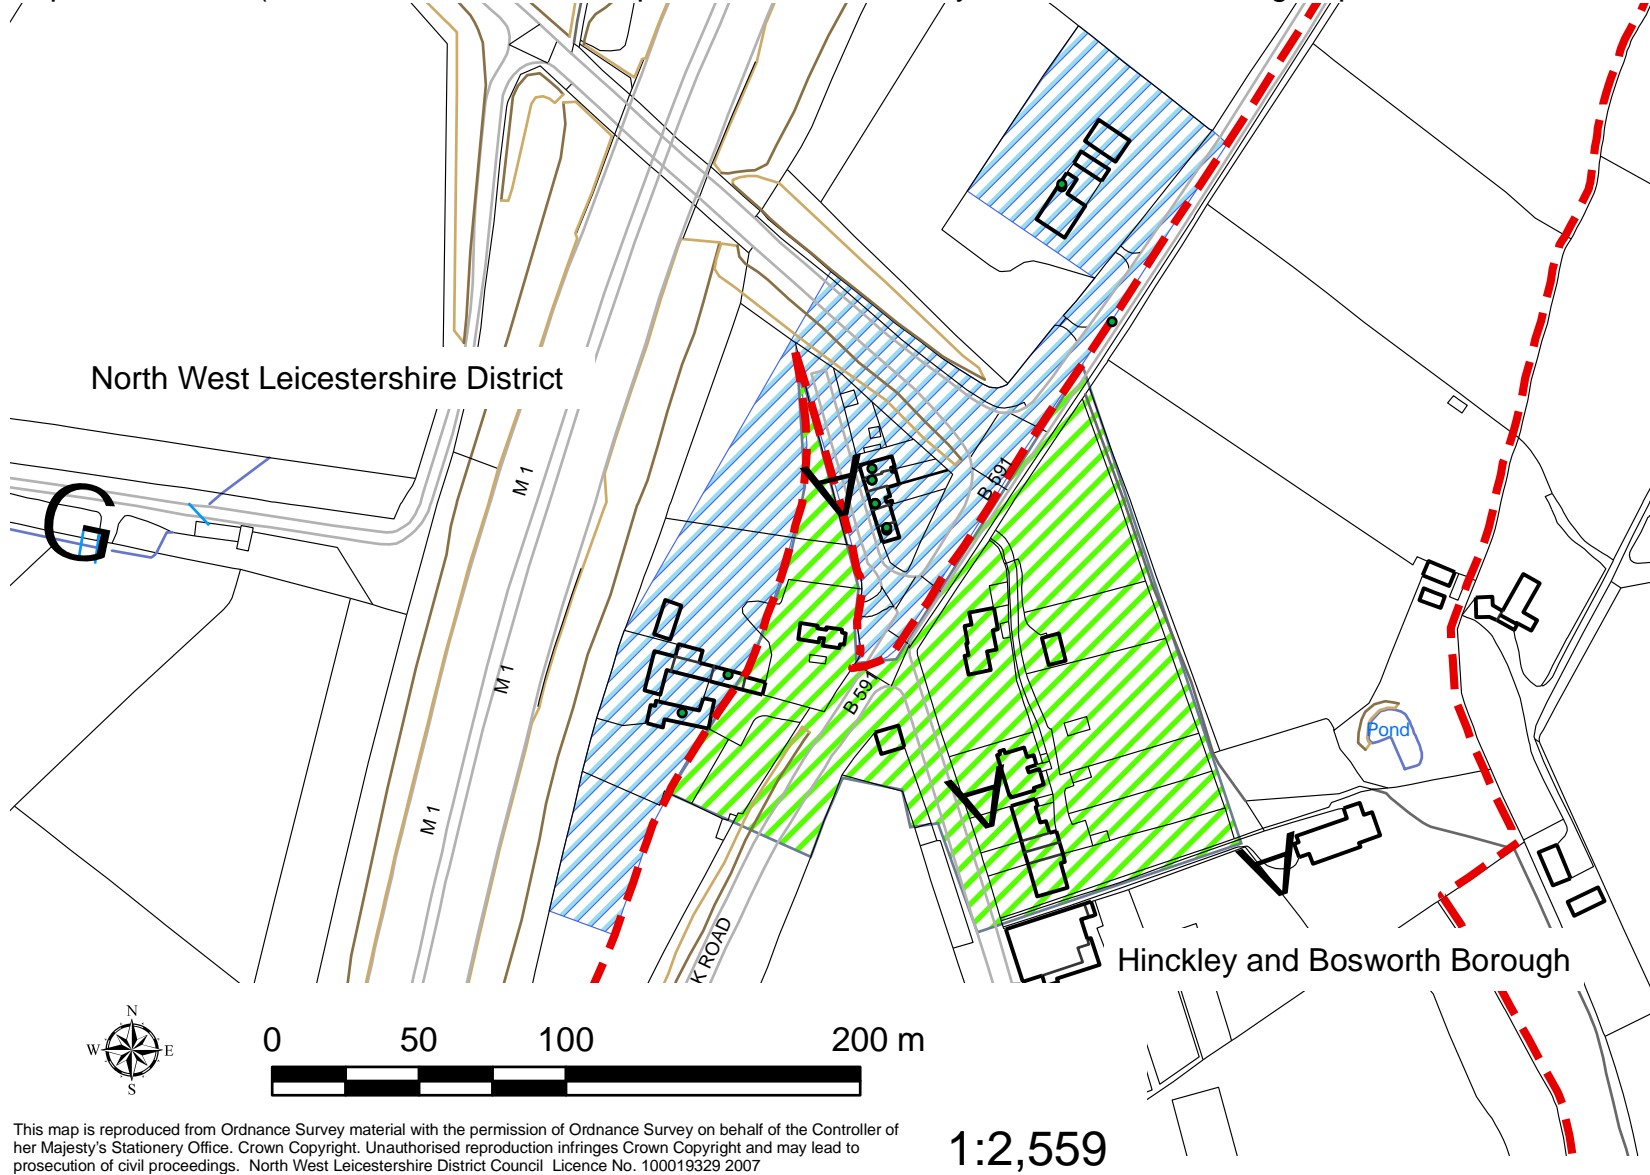 North West Leicestershire District
G
M 1
M 1
M 1
B 591
B 591
K ROAD
Pond
Hinckley and Bosworth Borough
N
W E
S
0 50 100 200 m
1:2,559
This map is reproduced from Ordnance Survey material with the permission of Ordnance Survey on behalf of the Controller of
her Majesty's Stationery Office. Crown Copyright. Unauthorised reproduction infringes Crown Copyright and may lead to
prosecution of civil proceedings. North West Leicestershire District Council Licence No. 100019329 2007